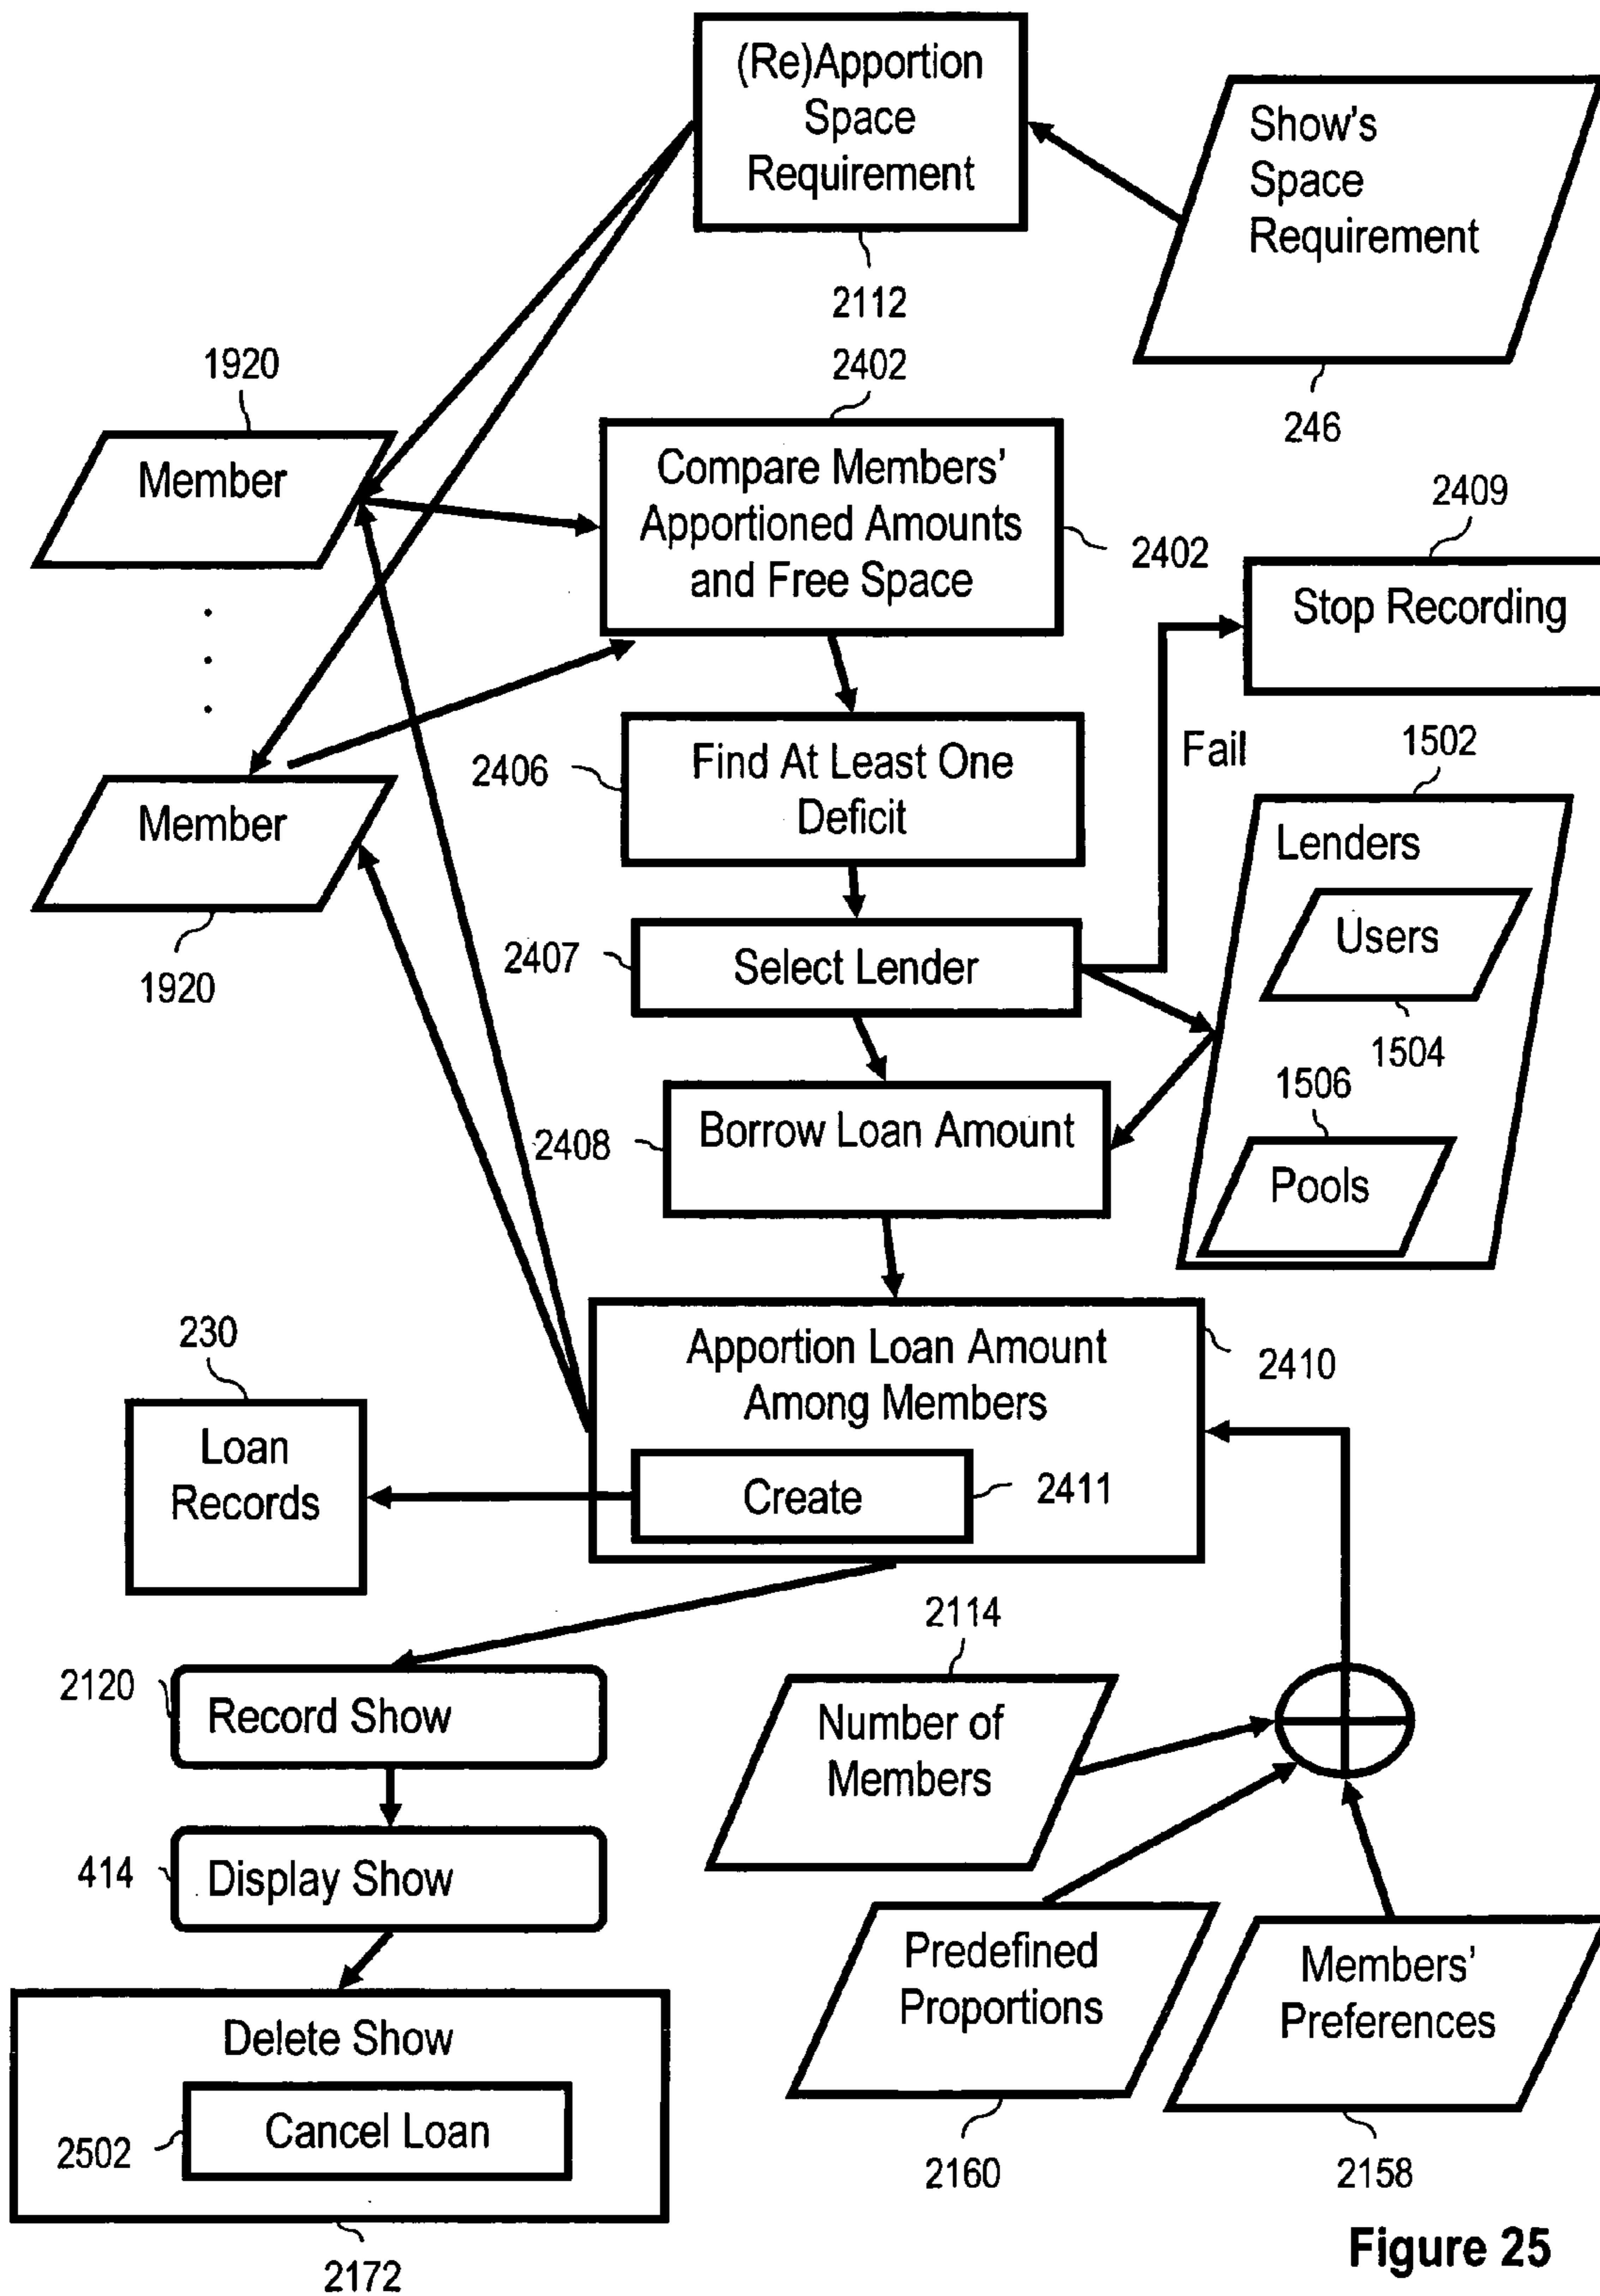 (Re)Apportion
Space
Requirement
2112
Show's
Space
Requirement
246
1920
Member
2402
Compare Members'
Apportioned Amounts
and Free Space
2402
2409
Stop Recording
Member
1920
2406
Find At Least One
Deficit
Fail
1502
Lenders
Users
1504
1506
Pools
2407
Select Lender
2408
Borrow Loan Amount
230
Loan
Records
Apportion Loan Amount
Among Members
2410
Create
2411
2120
Record Show
2114
Number of
Members
414
Display Show
Predefined
Proportions
2160
Members'
Preferences
2158
Delete Show
2502
Cancel Loan
2172
Figure 25